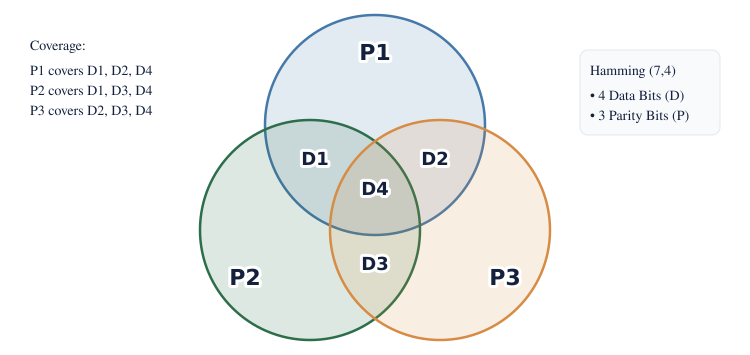 Coverage:
P1 covers D1, D2, D4
P2 covers D1, D3, D4
P3 covers D2, D3, D4
P1
D1
D2
D4
D3
P2
P3
Hamming (7,4)
• 4 Data Bits (D)
• 3 Parity Bits (P)